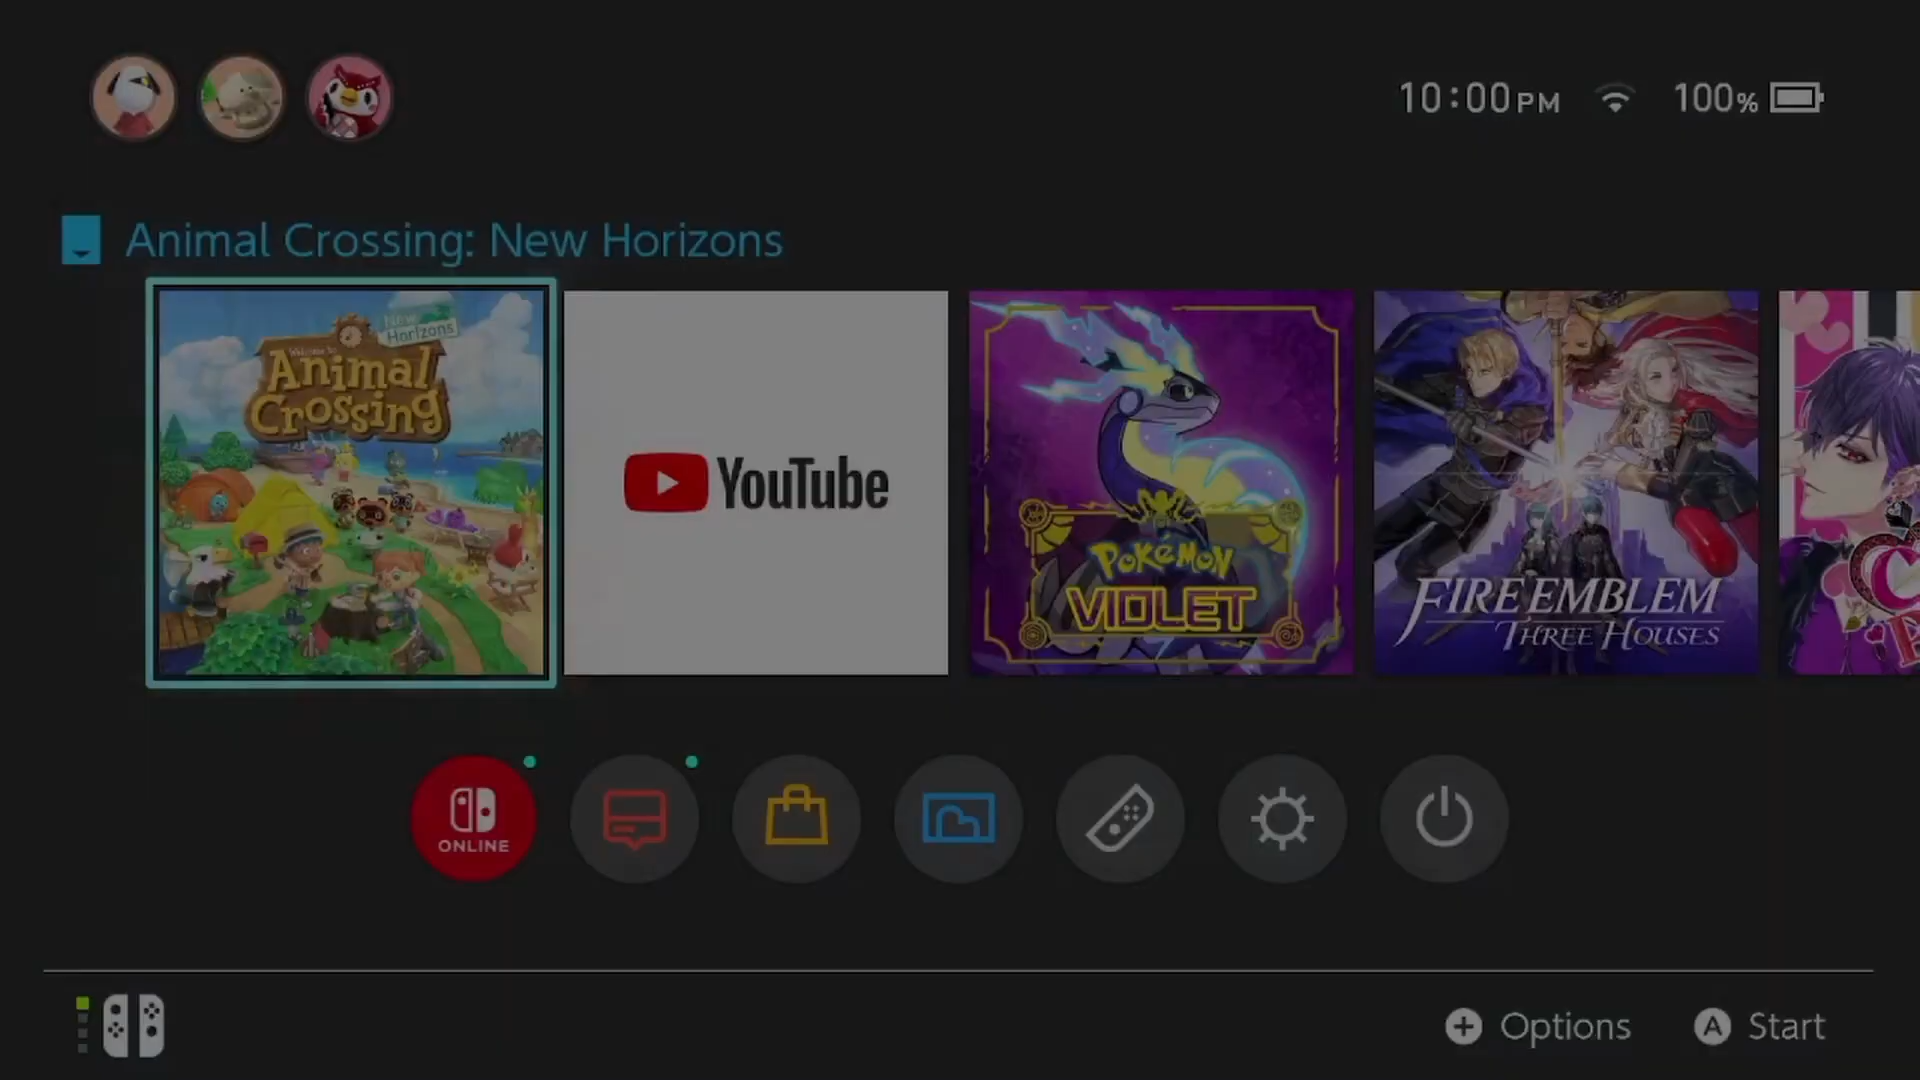 10:00PM
100%
Animal Crossing: New Horizons
New
Horizons
Welcome to
Animal
Crossing
YouTube
POKÉMON
VIOLET
FIRE EMBLEM
THREE HOUSES
ONLINE
Options
A Start